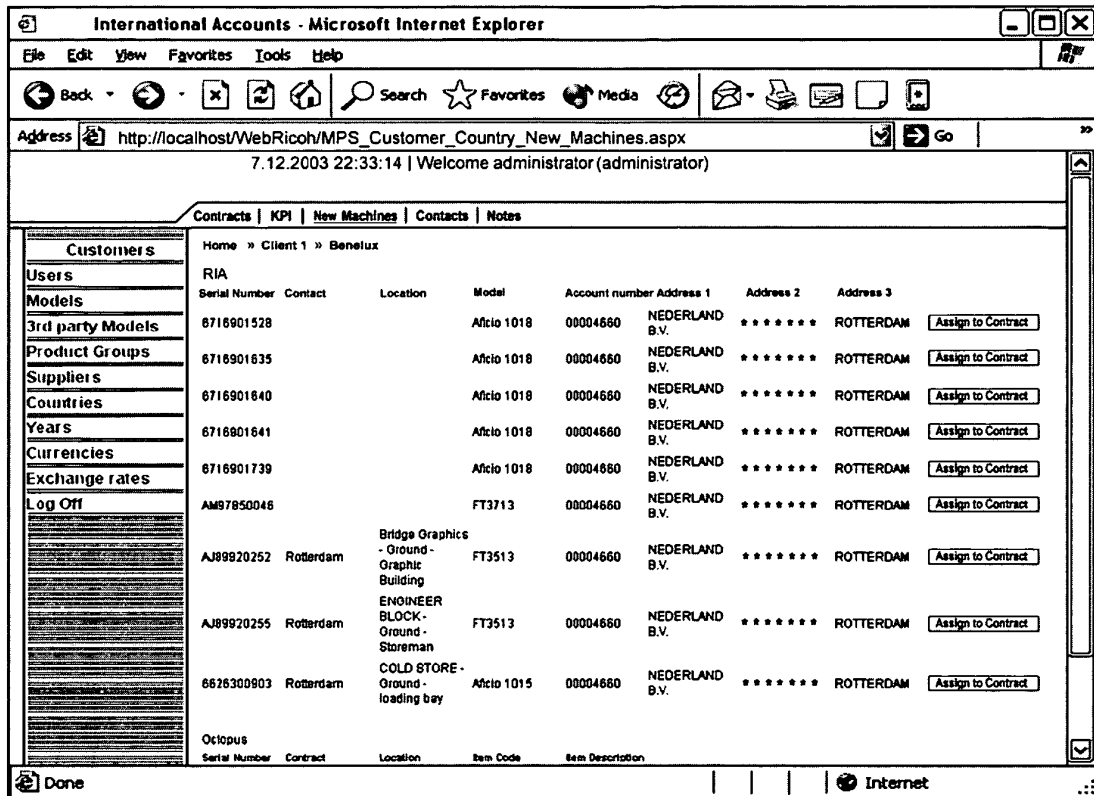 International Accounts - Microsoft Internet Explorer
File Edit View Favorites Tools Help
Back Search Favorites Media
Address http://localhost/WebRicoh/MPS_Customer_Country_New_Machines.aspx Go »
7.12.2003 22:33:14 | Welcome administrator (administrator)
Contracts | KPI | New Machines | Contacts | Notes
Customers
Users
Models
3rd party Models
Product Groups
Suppliers
Countries
Years
Currencies
Exchange rates
Log Off
Home » Client 1 » Benelux
RIA
Serial Number Contact Location Model Account number Address 1 Address 2 Address 3
6716901528 Aficio 1018 00004660 NEDERLAND B.V. * * * * * * * ROTTERDAM Assign to Contract
6716901635 Aficio 1018 00004660 NEDERLAND B.V. * * * * * * * ROTTERDAM Assign to Contract
6716901640 Aficio 1018 00004660 NEDERLAND B.V. * * * * * * * ROTTERDAM Assign to Contract
6716901641 Aficio 1018 00004660 NEDERLAND B.V. * * * * * * * ROTTERDAM Assign to Contract
6716901739 Aficio 1018 00004660 NEDERLAND B.V. * * * * * * * ROTTERDAM Assign to Contract
AM97850046 FT3713 00004660 NEDERLAND B.V. * * * * * * * ROTTERDAM Assign to Contract
AJ89920252 Rotterdam Bridge Graphics - Ground - Graphic Building FT3513 00004660 NEDERLAND B.V. * * * * * * * ROTTERDAM Assign to Contract
AJ89920255 Rotterdam ENGINEER BLOCK - Ground - Storeman FT3513 00004660 NEDERLAND B.V. * * * * * * * ROTTERDAM Assign to Contract
6626300903 Rotterdam COLD STORE - Ground - loading bay Aficio 1015 00004660 NEDERLAND B.V. * * * * * * * ROTTERDAM Assign to Contract
Octopus
Serial Number Contract Location Item Code Item Description
Done Internet